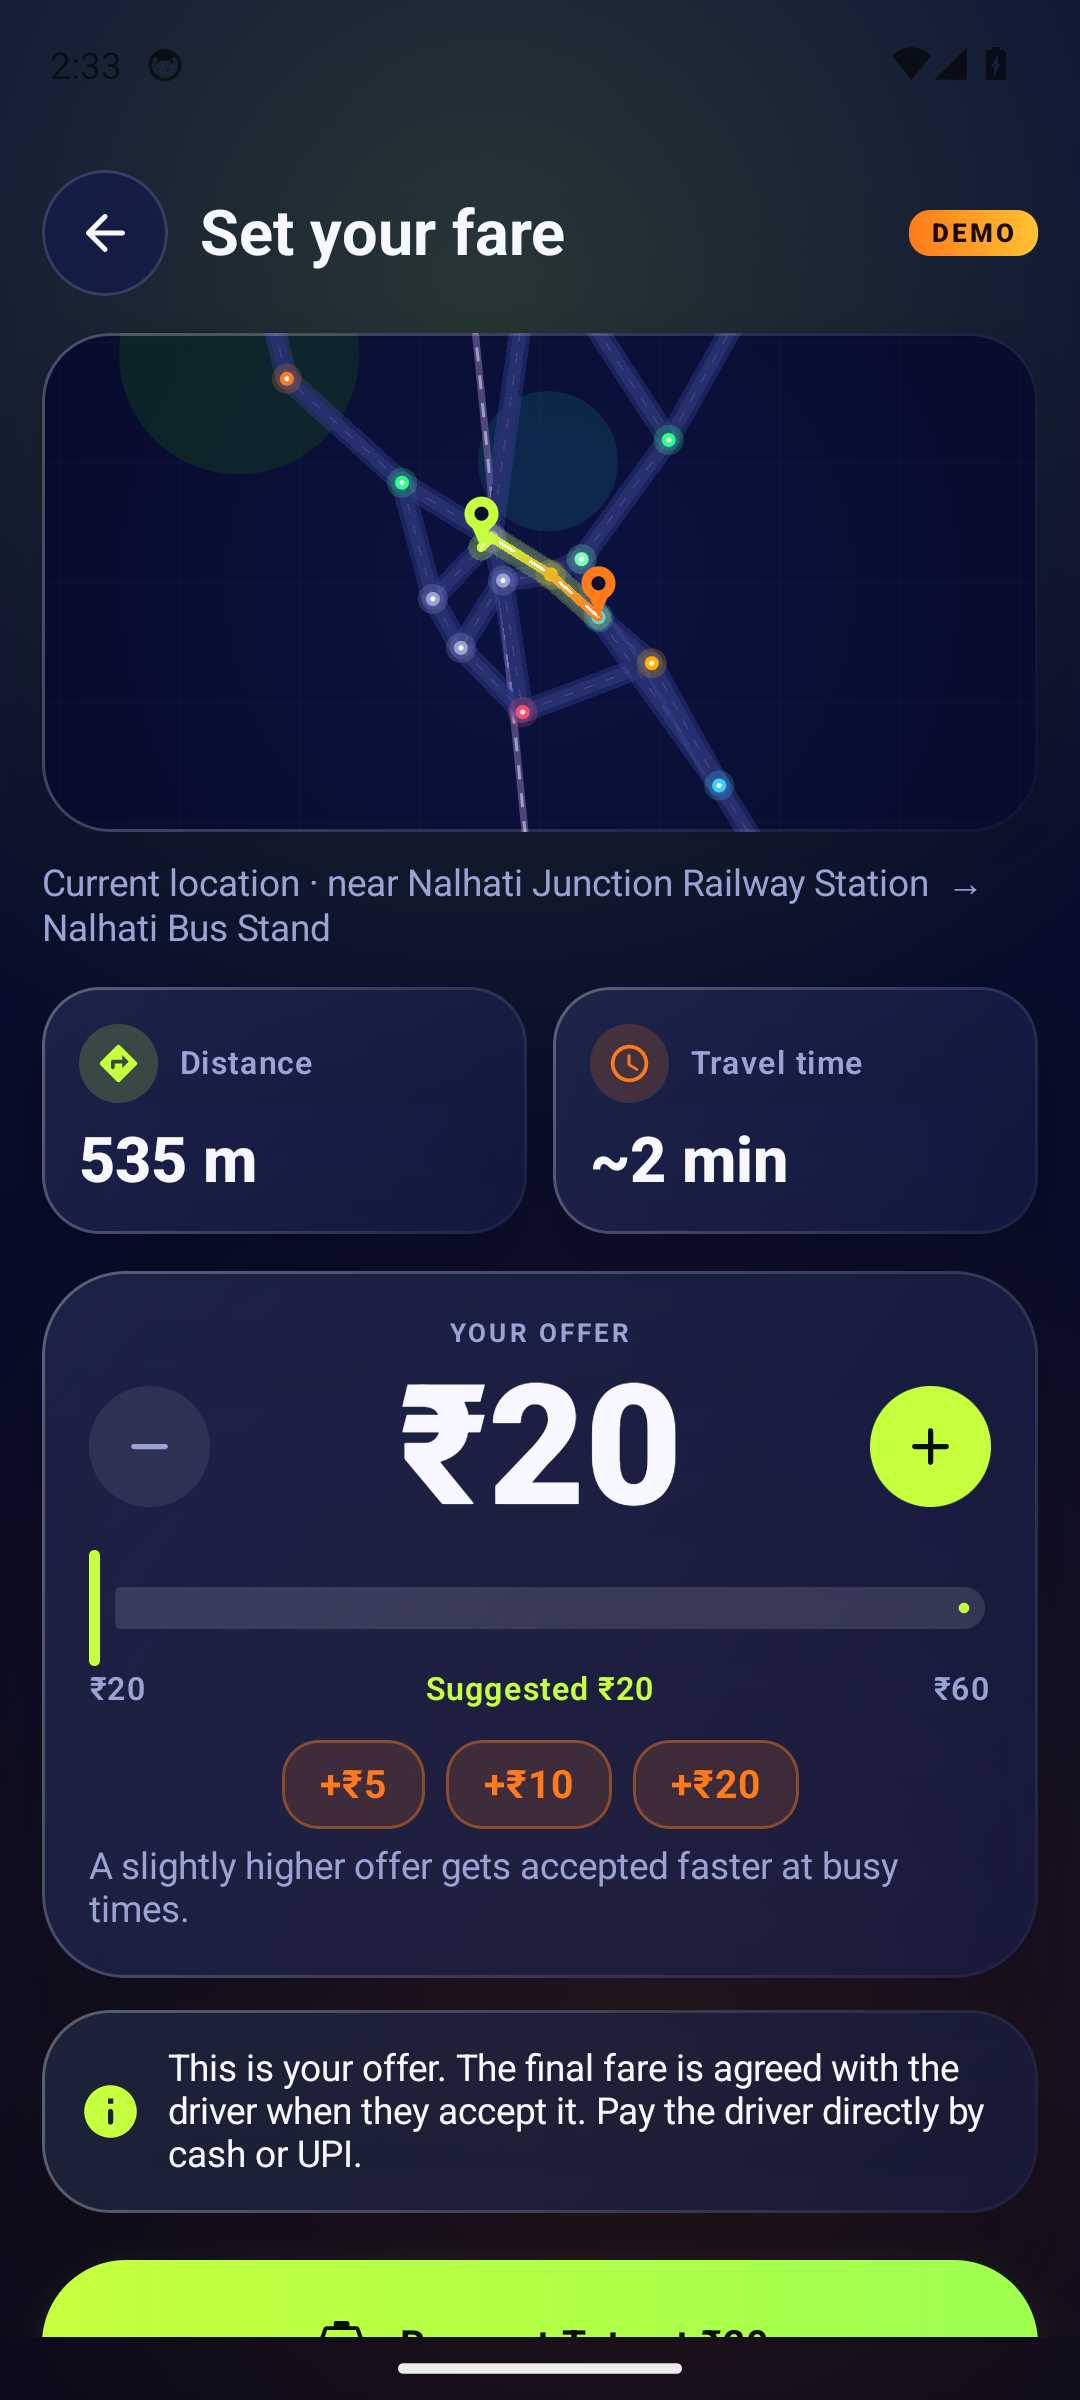 2:33
Set your fare
DEMO
Current location · near Nalhati Junction Railway Station →
Nalhati Bus Stand
Distance
Travel time
535 m
~2 min
YOUR OFFER
₹20
₹20
Suggested ₹20
₹60
+₹5
+₹10
+₹20
A slightly higher offer gets accepted faster at busy
times.
This is your offer. The final fare is agreed with the
driver when they accept it. Pay the driver directly by
cash or UPI.